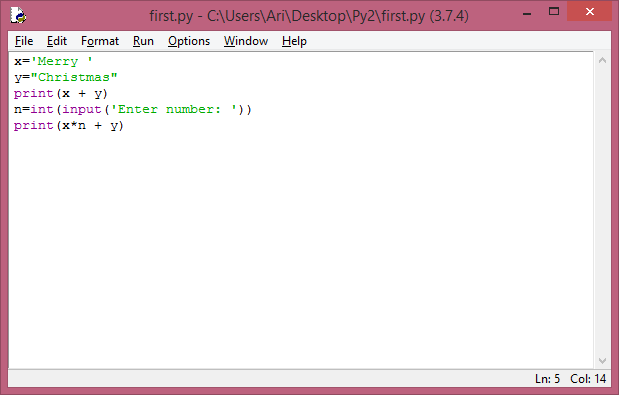 first.py - C:\Users\Ari\Desktop\Py2\first.py (3.7.4)
File Edit Format Run Options Window Help
x='Merry '
y="Christmas"
print(x + y)
n=int(input('Enter number: '))
print(x*n + y)
Ln: 5 Col: 14